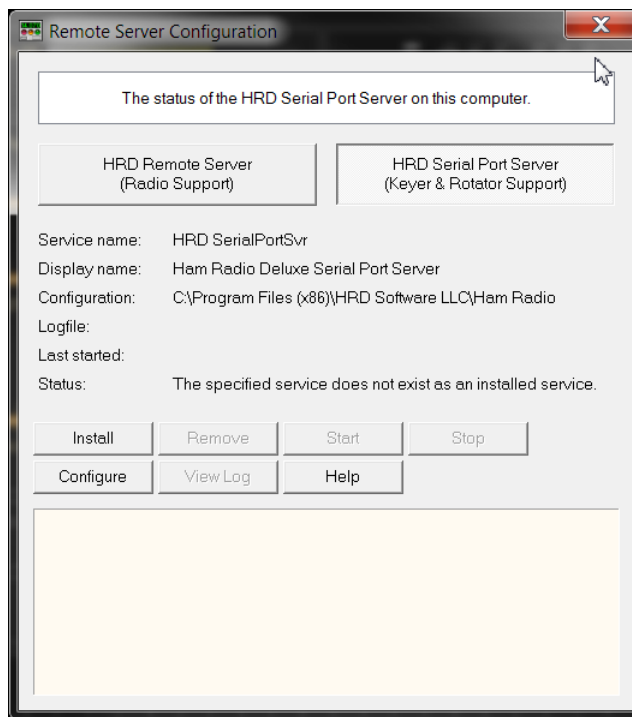 Remote Server Configuration
The status of the HRD Serial Port Server on this computer.
HRD Remote Server
(Radio Support)
HRD Serial Port Server
(Keyer & Rotator Support)
Service name: HRD SerialPortSvr
Display name: Ham Radio Deluxe Serial Port Server
Configuration: C:\Program Files (x86)\HRD Software LLC\Ham Radio
Logfile:
Last started:
Status: The specified service does not exist as an installed service.
Install Remove Start Stop
Configure View Log Help